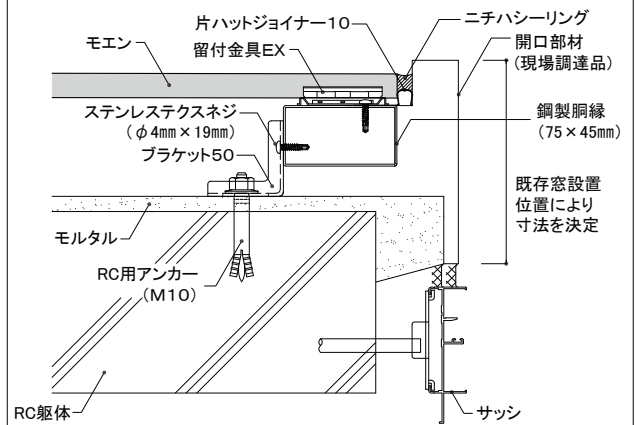 片ハットジョイナー10
ニチハシーリング
モエン
留付金具EX
開口部材
(現場調達品)
ステンレステクスネジ
(φ4mm×19mm)
ブラケット50
鋼製胴縁
(75×45mm)
既存窓設置
位置により
寸法を決定
モルタル
RC用アンカー
(M10)
RC躯体
サッシ